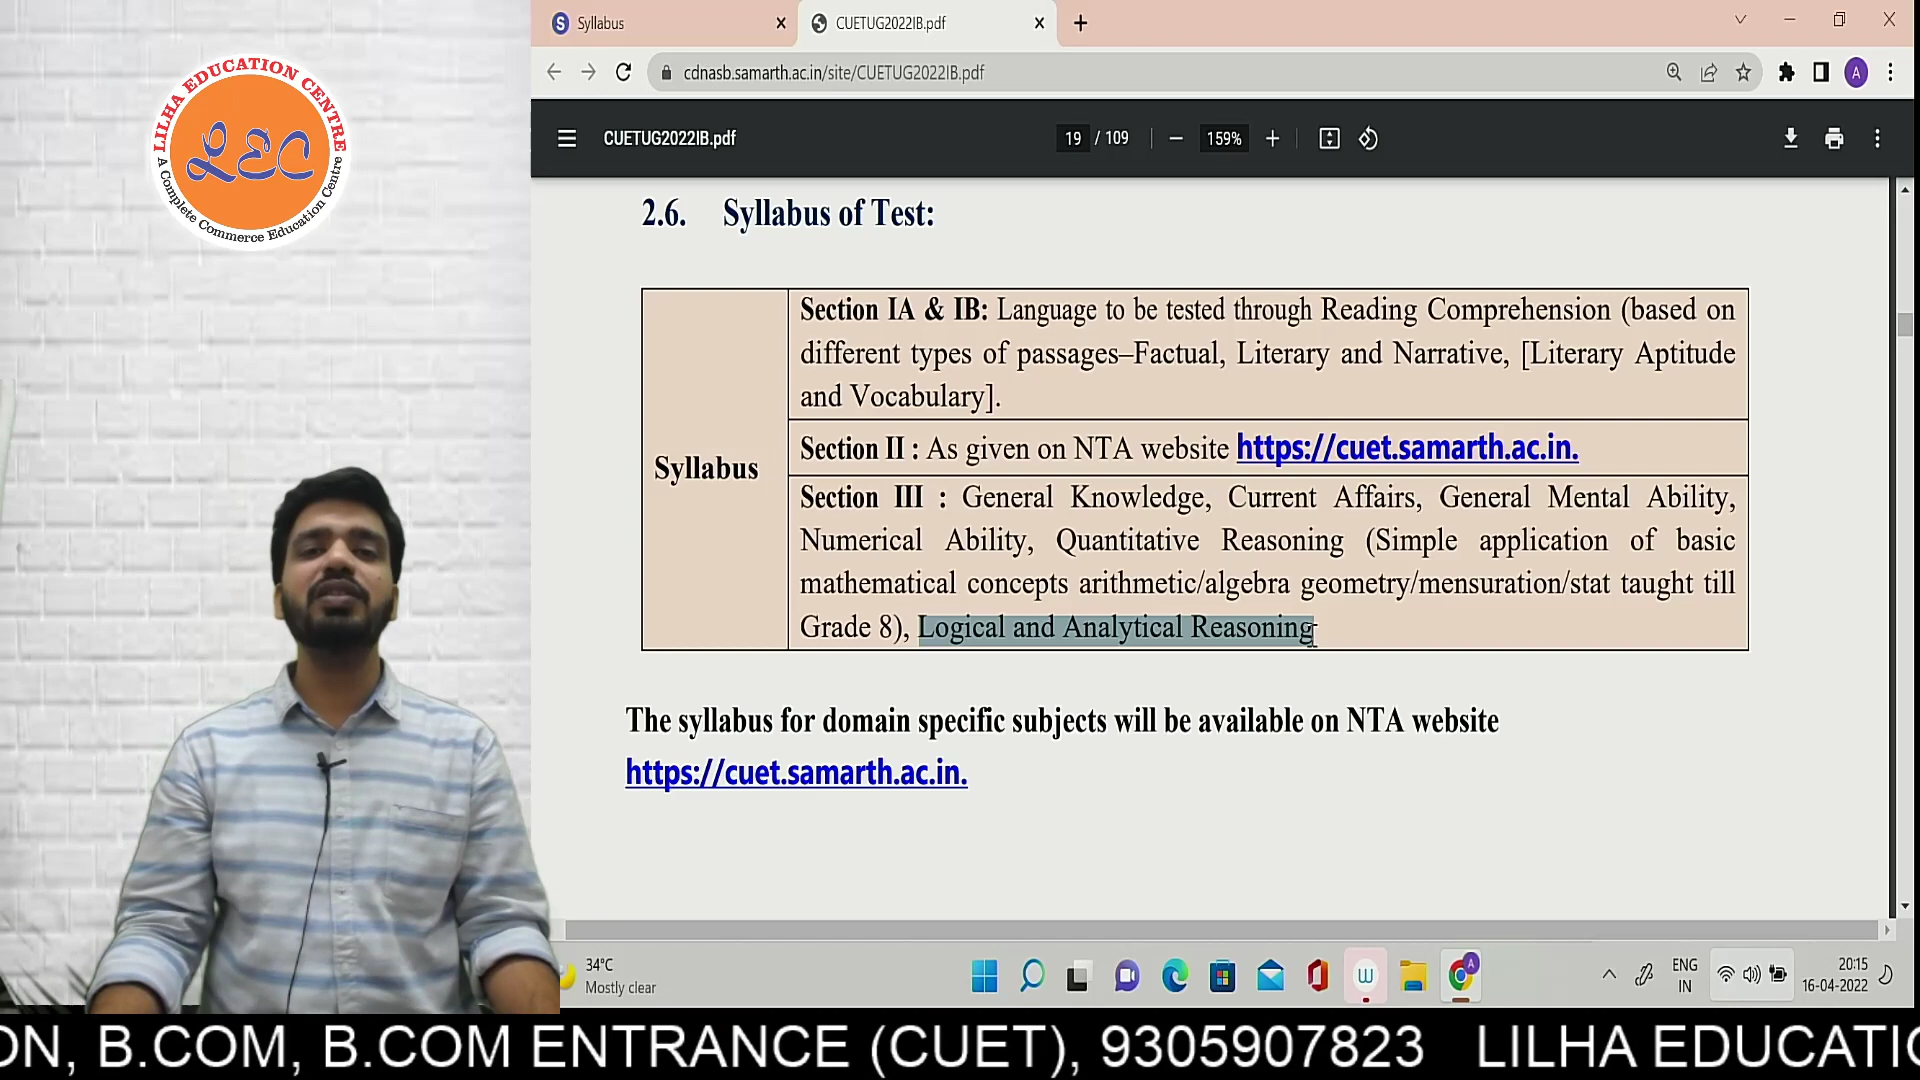 LILHA EDUCATION CENTRE
LEC
A Complete Commerce Education Centre
Syllabus
CUETUG2022IB.pdf
cdnasb.samarth.ac.in/site/CUETUG2022IB.pdf
A
CUETUG2022IB.pdf
19 / 109
159%
2.6. Syllabus of Test:
Syllabus
Section IA & IB: Language to be tested through Reading Comprehension (based on
different types of passages–Factual, Literary and Narrative, [Literary Aptitude
and Vocabulary].
Section II : As given on NTA website https://cuet.samarth.ac.in.
Section III : General Knowledge, Current Affairs, General Mental Ability,
Numerical Ability, Quantitative Reasoning (Simple application of basic
mathematical concepts arithmetic/algebra geometry/mensuration/stat taught till
Grade 8), Logical and Analytical Reasoning
The syllabus for domain specific subjects will be available on NTA website
https://cuet.samarth.ac.in.
34°C
Mostly clear
ENG
IN
20:15
16-04-2022
ON, B.COM, B.COM ENTRANCE (CUET), 9305907823 LILHA EDUCATIO